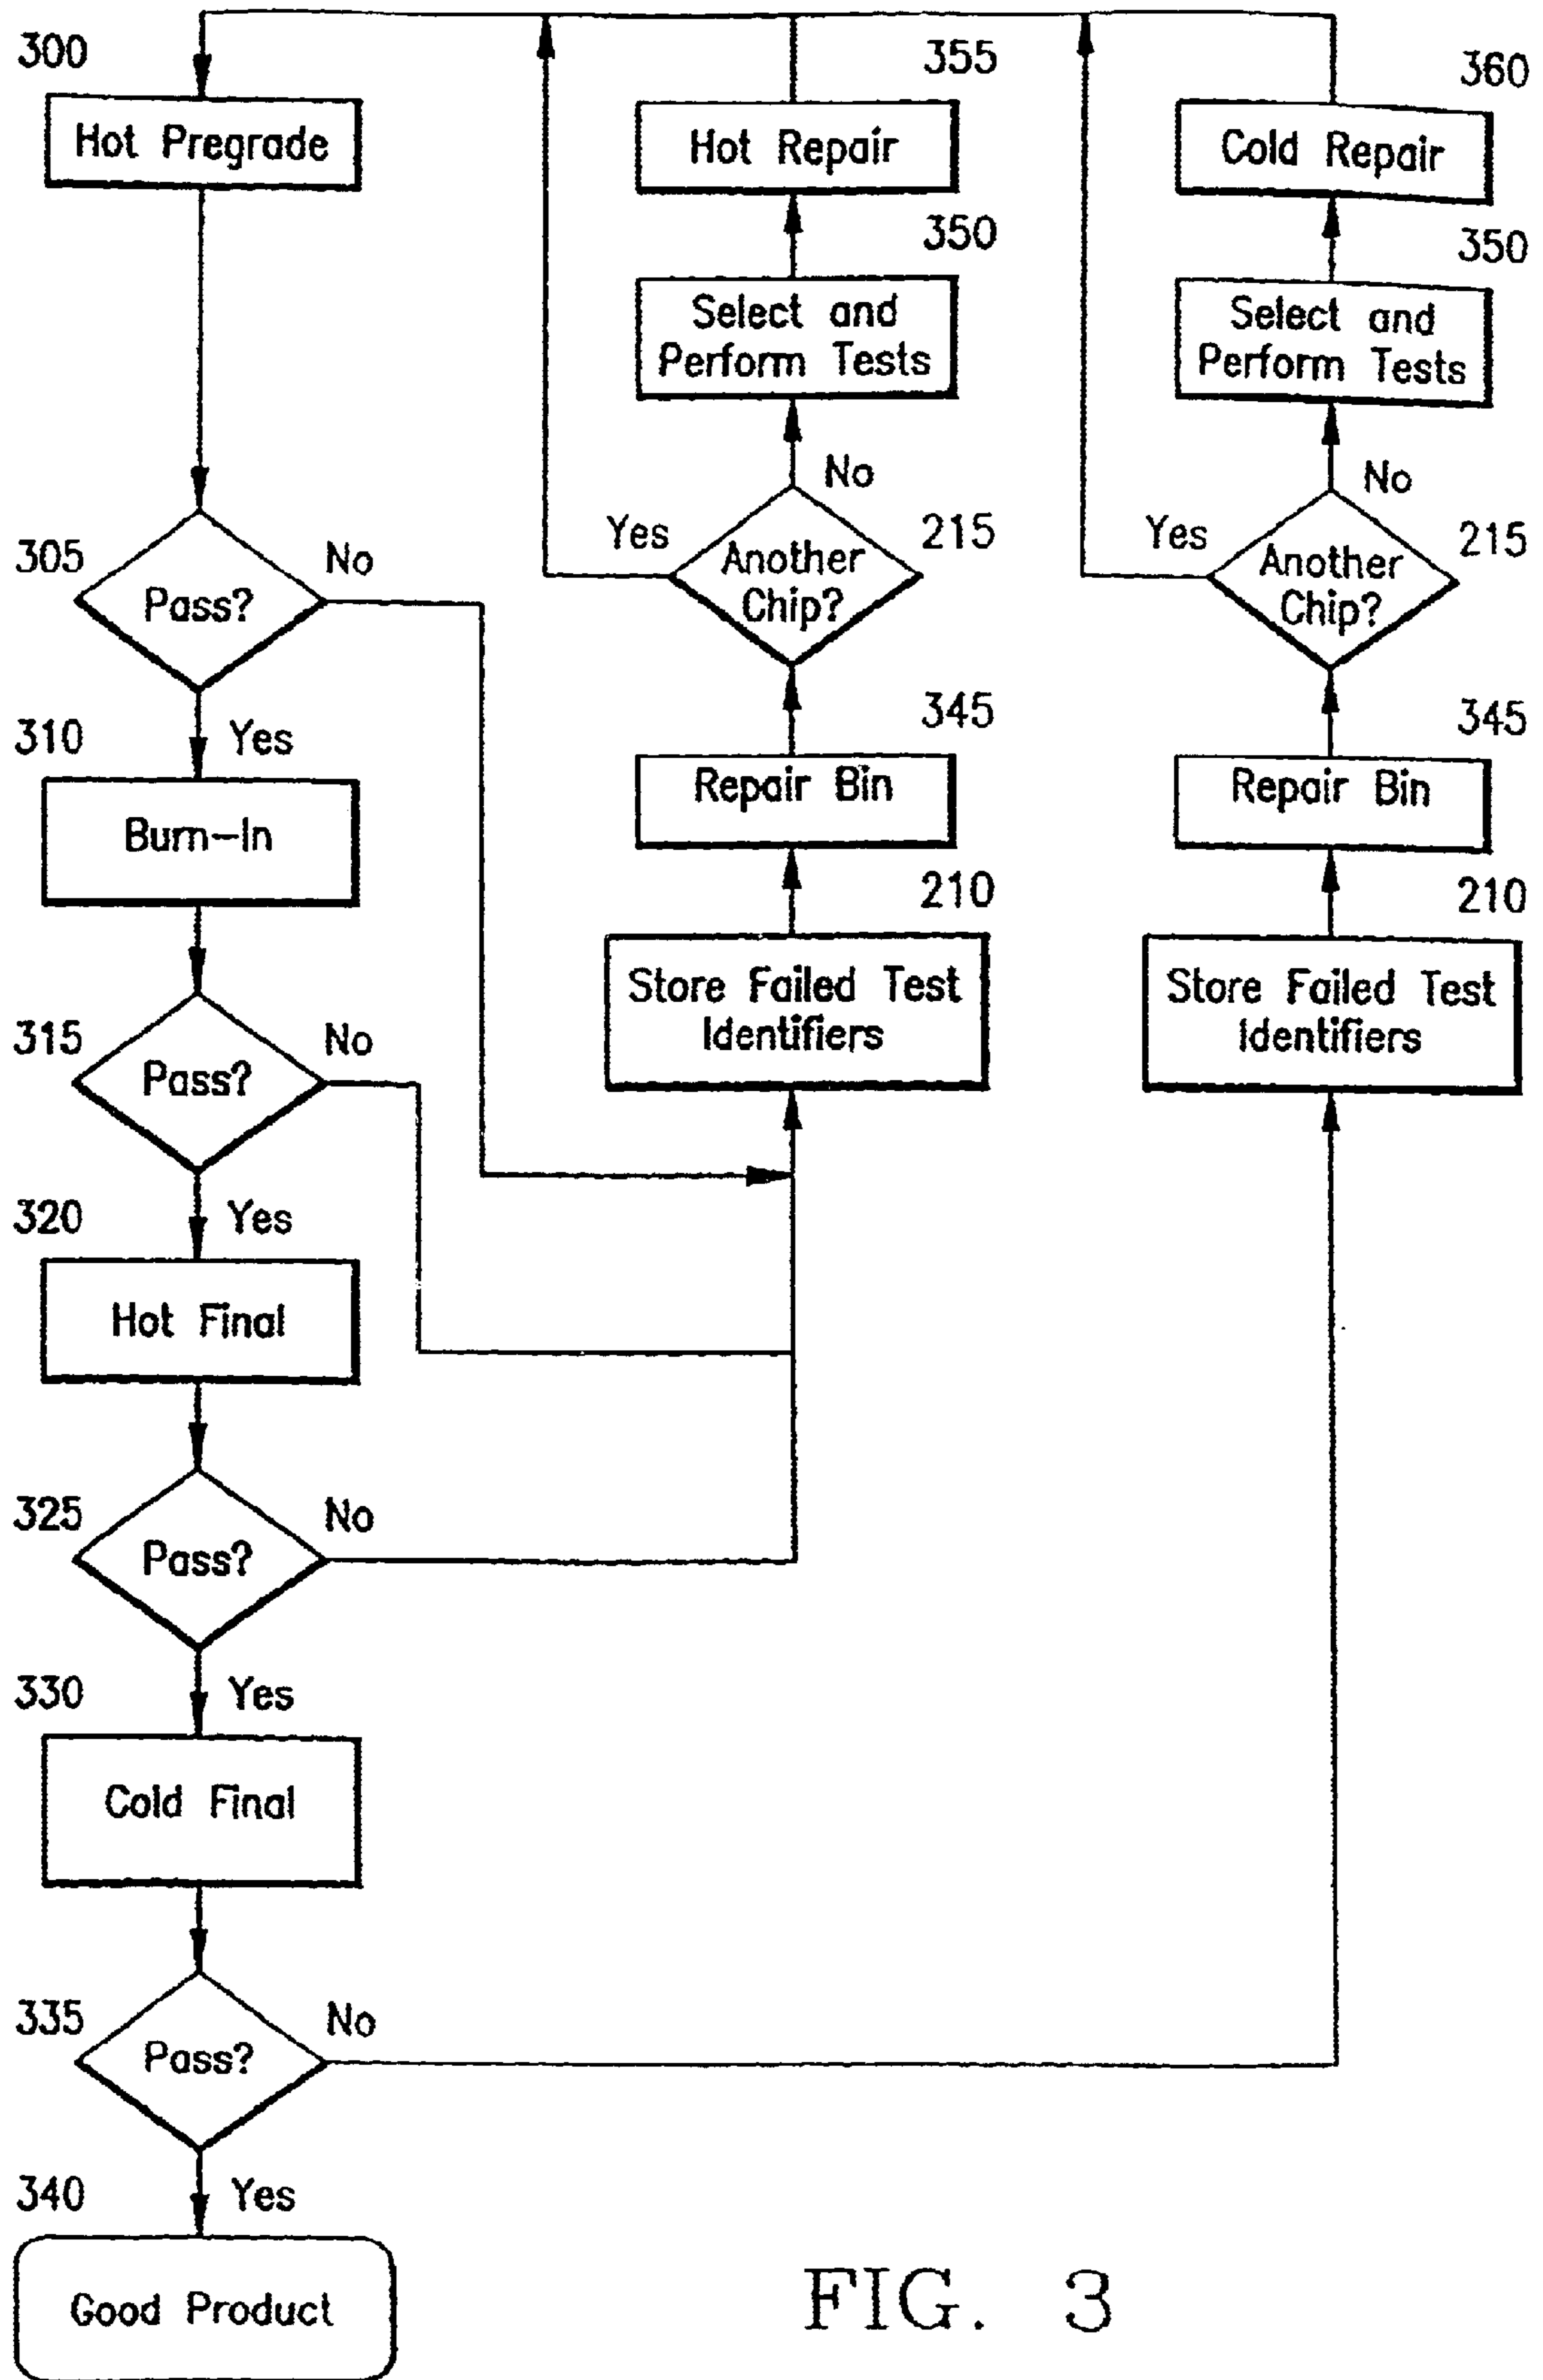 300
Hot Pregrade
305
Pass?
No
Yes
310
Burn-In
315
Pass?
No
Yes
320
Hot Final
325
Pass?
No
Yes
330
Cold Final
335
Pass?
No
Yes
340
Good Product
355
Hot Repair
350
Select and
Perform Tests
No
Yes
215
Another
Chip?
345
Repair Bin
210
Store Failed Test
Identifiers
360
Cold Repair
350
Select and
Perform Tests
No
Yes
215
Another
Chip?
345
Repair Bin
210
Store Failed Test
Identifiers
FIG. 3